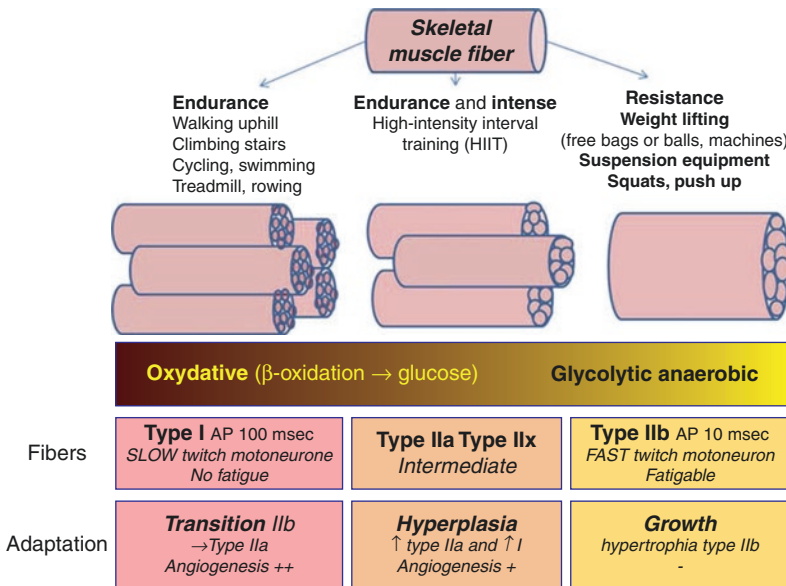 Skeletal
muscle fiber
Endurance
Walking uphill
Climbing stairs
Cycling, swimming
Treadmill, rowing
Endurance and intense
High-intensity interval
training (HIIT)
Resistance
Weight lifting
(free bags or balls, machines)
Suspension equipment
Squats, push up
Oxydative (β-oxidation → glucose)
Glycolytic anaerobic
Fibers
Type I AP 100 msec
SLOW twitch motoneurone
No fatigue
Type IIa Type IIx
Intermediate
Type IIb AP 10 msec
FAST twitch motoneuron
Fatigable
Adaptation
Transition IIb
→Type IIa
Angiogenesis ++
Hyperplasia
↑ type IIa and ↑ I
Angiogenesis +
Growth
hypertrophia type IIb
-